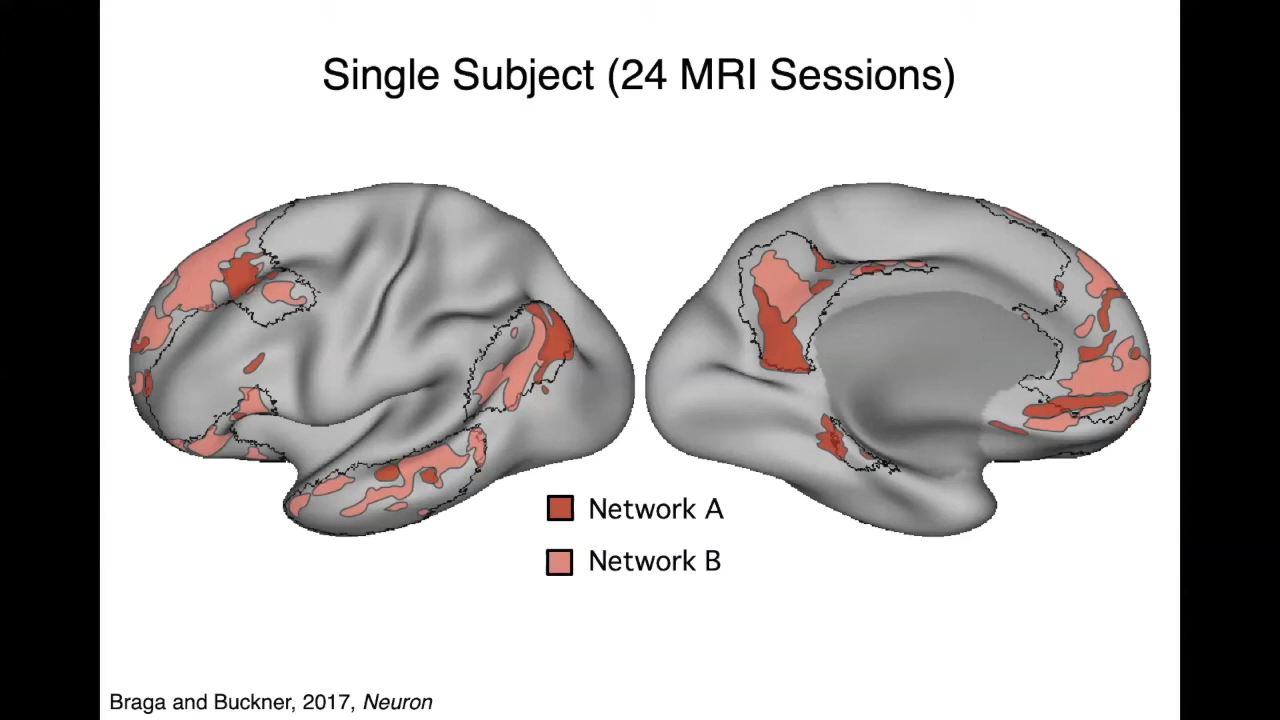 Single Subject (24 MRI Sessions)
Network A
Network B
Braga and Buckner, 2017, Neuron